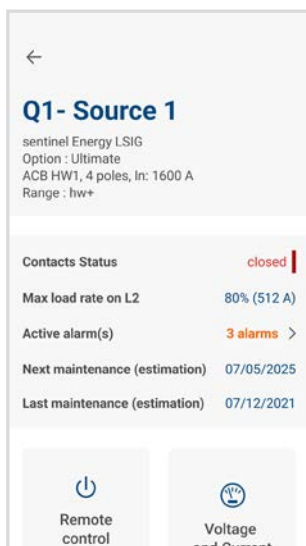 Q1- Source 1
sentinel Energy LSIG
Option : Ultimate
ACB HW1, 4 poles, In: 1600 A
Range : hw+
Contacts Status closed
Max load rate on L2 80% (512 A)
Active alarm(s) 3 alarms >
Next maintenance (estimation) 07/05/2025
Last maintenance (estimation) 07/12/2021
Remote
control
Voltage
and Current